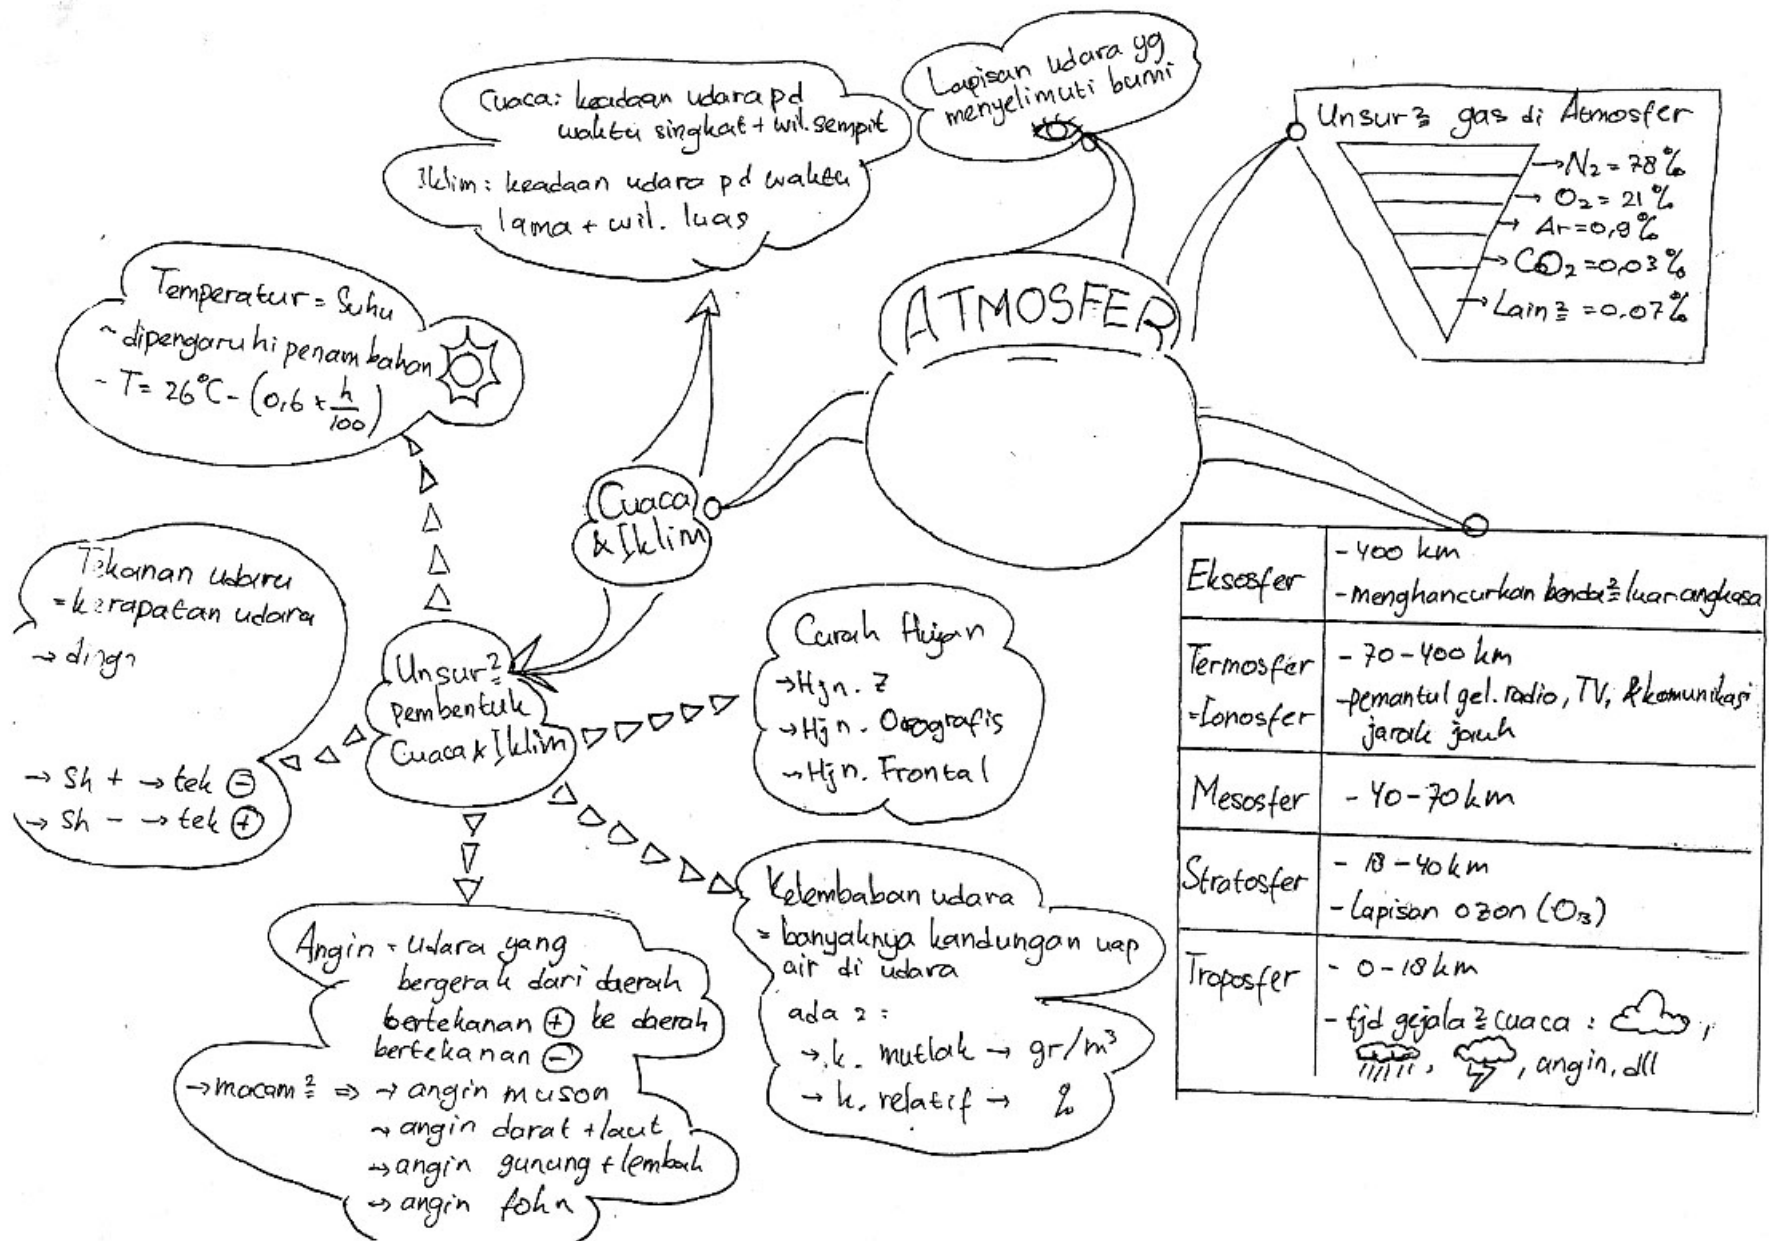 ATMOSFER
Lapisan udara yg
menyelimuti bumi
Unsur² gas di Atmosfer
→ N₂ = 78%
→ O₂ = 21%
→ Ar = 0,9%
→ CO₂ = 0,03%
→ Lain² = 0,07%
Eksosfer
- 400 km
- menghancurkan benda² luar angkasa
Termosfer
= Ionosfer
- 70 - 400 km
- pemantul gel. radio, TV, & komunikasi
jarak jauh
Mesosfer
- 40 - 70 km
Stratosfer
- 18 - 40 km
- Lapisan ozon (O₃)
Troposfer
- 0 - 18 km
- tjd gejala² cuaca :
, angin, dll
Cuaca
& Iklim
Cuaca : keadaan udara pd
waktu singkat + wil. sempit
Iklim : keadaan udara pd waktu
lama + wil. luas
Unsur²
pembentuk
Cuaca & Iklim
Temperatur = Suhu
~ dipengaruhi penambahan
- T = 26°C - (0,6 x h/100)
Tekanan udara
= kerapatan udara
→ Sh + → tek ⊖
→ Sh - → tek ⊕
Angin = udara yang
bergerak dari daerah
bertekanan ⊕ ke daerah
bertekanan ⊖
→ macam² ⇒ → angin muson
→ angin darat + laut
→ angin gunung + lembah
→ angin fohn
Curah Hujan
→ Hjn. Z
→ Hjn. Orografis
→ Hjn. Frontal
Kelembaban udara
= banyaknya kandungan uap
air di udara
ada 2 :
→ k. mutlak → gr/m³
→ k. relatif → %